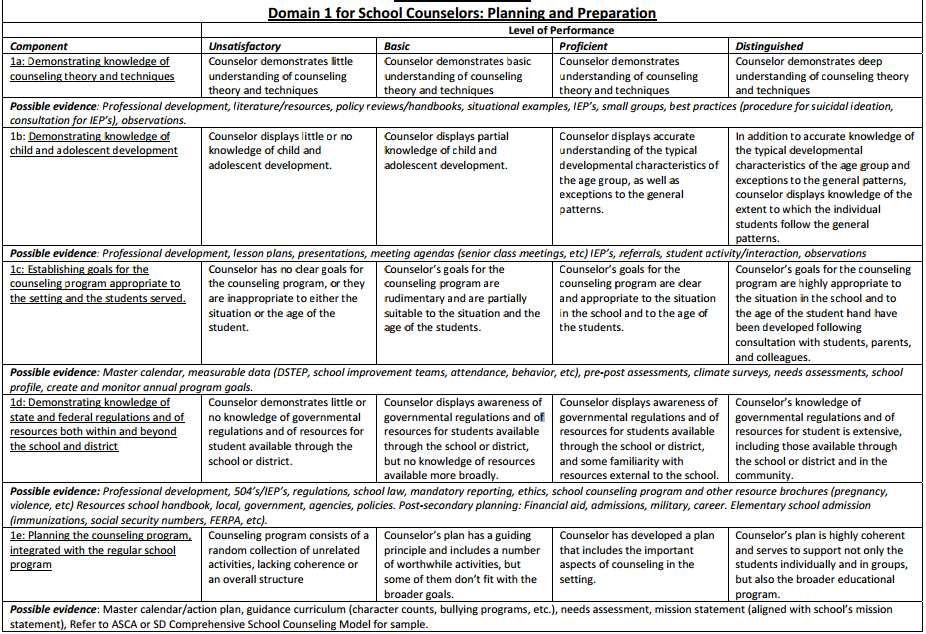 Domain 1 for School Counselors: Planning and Preparation
Level of Performance
Component Unsatisfactory Basic Proficient Distinguished
1a: Demonstrating knowledge of
counseling theory and techniques
Counselor demonstrates little
understanding of counseling
theory and techniques
Counselor demonstrates basic
understanding of counseling
theory and techniques
Counselor demonstrates
understanding of counseling
theory and techniques
Counselor demonstrates deep
understanding of counseling theory
and techniques
Possible evidence: Professional development, literature/resources, policy reviews/handbooks, situational examples, IEP's, small groups, best practices (procedure for suicidal ideation,
consultation for IEP's), observations.
1b: Demonstrating knowledge of
child and adolescent development
Counselor displays little or no
knowledge of child and
adolescent development.
Counselor displays partial
knowledge of child and
adolescent development.
Counselor displays accurate
understanding of the typical
developmental characteristics of
the age group, as well as
exceptions to the general
patterns.
In addition to accurate knowledge of
the typical developmental
characteristics of the age group and
exceptions to the general patterns,
counselor displays knowledge of the
extent to which the individual
students follow the general
patterns.
Possible evidence: Professional development, lesson plans, presentations, meeting agendas (senior class meetings, etc) IEP's, referrals, student activity/interaction, observations
1c: Establishing goals for the
counseling program appropriate to
the setting and the students served.
Counselor has no clear goals for
the counseling program, or they
are inappropriate to either the
situation or the age of the
student.
Counselor's goals for the
counseling program are
rudimentary and are partially
suitable to the situation and the
age of the students.
Counselor's goals for the
counseling program are clear
and appropriate to the situation
in the school and to the age of
the students.
Counselor's goals for the counseling
program are highly appropriate to
the situation in the school and to
the age of the student hand have
been developed following
consultation with students, parents,
and colleagues.
Possible evidence: Master calendar, measurable data (DSTEP, school improvement teams, attendance, behavior, etc), pre-post assessments, climate surveys, needs assessments, school
profile, create and monitor annual program goals.
1d: Demonstrating knowledge of
state and federal regulations and of
resources both within and beyond
the school and district
Counselor demonstrates little or
no knowledge of governmental
regulations and of resources for
student available through the
school or district.
Counselor displays awareness of
governmental regulations and of
resources for students available
through the school or district,
but no knowledge of resources
available more broadly.
Counselor displays awareness of
governmental regulations and of
resources for students available
through the school or district,
and some familiarity with
resources external to the school.
Counselor's knowledge of
governmental regulations and of
resources for student is extensive,
including those available through
the school or district and in the
community.
Possible evidence: Professional development, 504's/IEP's, regulations, school law, mandatory reporting, ethics, school counseling program and other resource brochures (pregnancy,
violence, etc) Resources school handbook, local, government, agencies, policies. Post-secondary planning: Financial aid, admissions, military, career. Elementary school admission
(immunizations, social security numbers, FERPA, etc).
1e: Planning the counseling program,
integrated with the regular school
program
Counseling program consists of a
random collection of unrelated
activities, lacking coherence or
an overall structure
Counselor's plan has a guiding
principle and includes a number
of worthwhile activities, but
some of them don't fit with the
broader goals.
Counselor has developed a plan
that includes the important
aspects of counseling in the
setting.
Counselor's plan is highly coherent
and serves to support not only the
students individually and in groups,
but also the broader educational
program.
Possible evidence: Master calendar/action plan, guidance curriculum (character counts, bullying programs, etc.), needs assessment, mission statement (aligned with school's mission
statement), Refer to ASCA or SD Comprehensive School Counseling Model for sample.